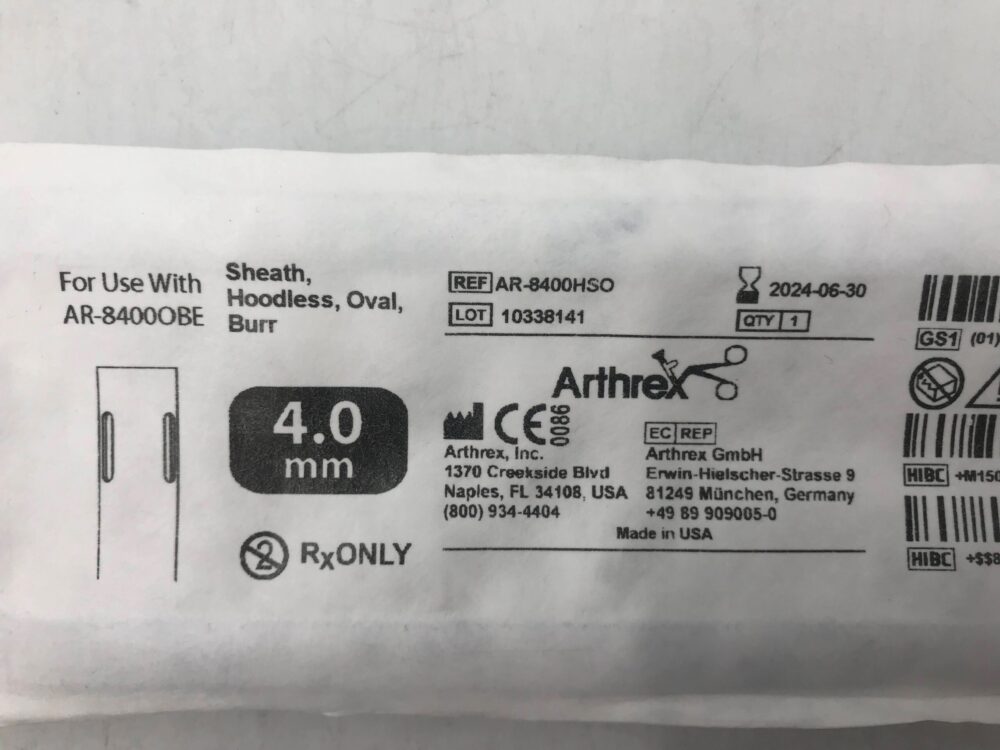 For Use With
AR-8400OBE
Sheath,
Hoodless, Oval,
Burr
4.0
mm
2
RxONLY
REF AR-8400HSO
LOT 10338141
2024-06-30
QTY 1
Arthrex
CE 0086
Arthrex, Inc.
1370 Creekside Blvd
Naples, FL 34108, USA
(800) 934-4404
EC REP
Arthrex GmbH
Erwin-Hielscher-Strasse 9
81249 München, Germany
+49 89 909005-0
Made in USA
GS1 (01)
HIBC +M150
HIBC +$$8